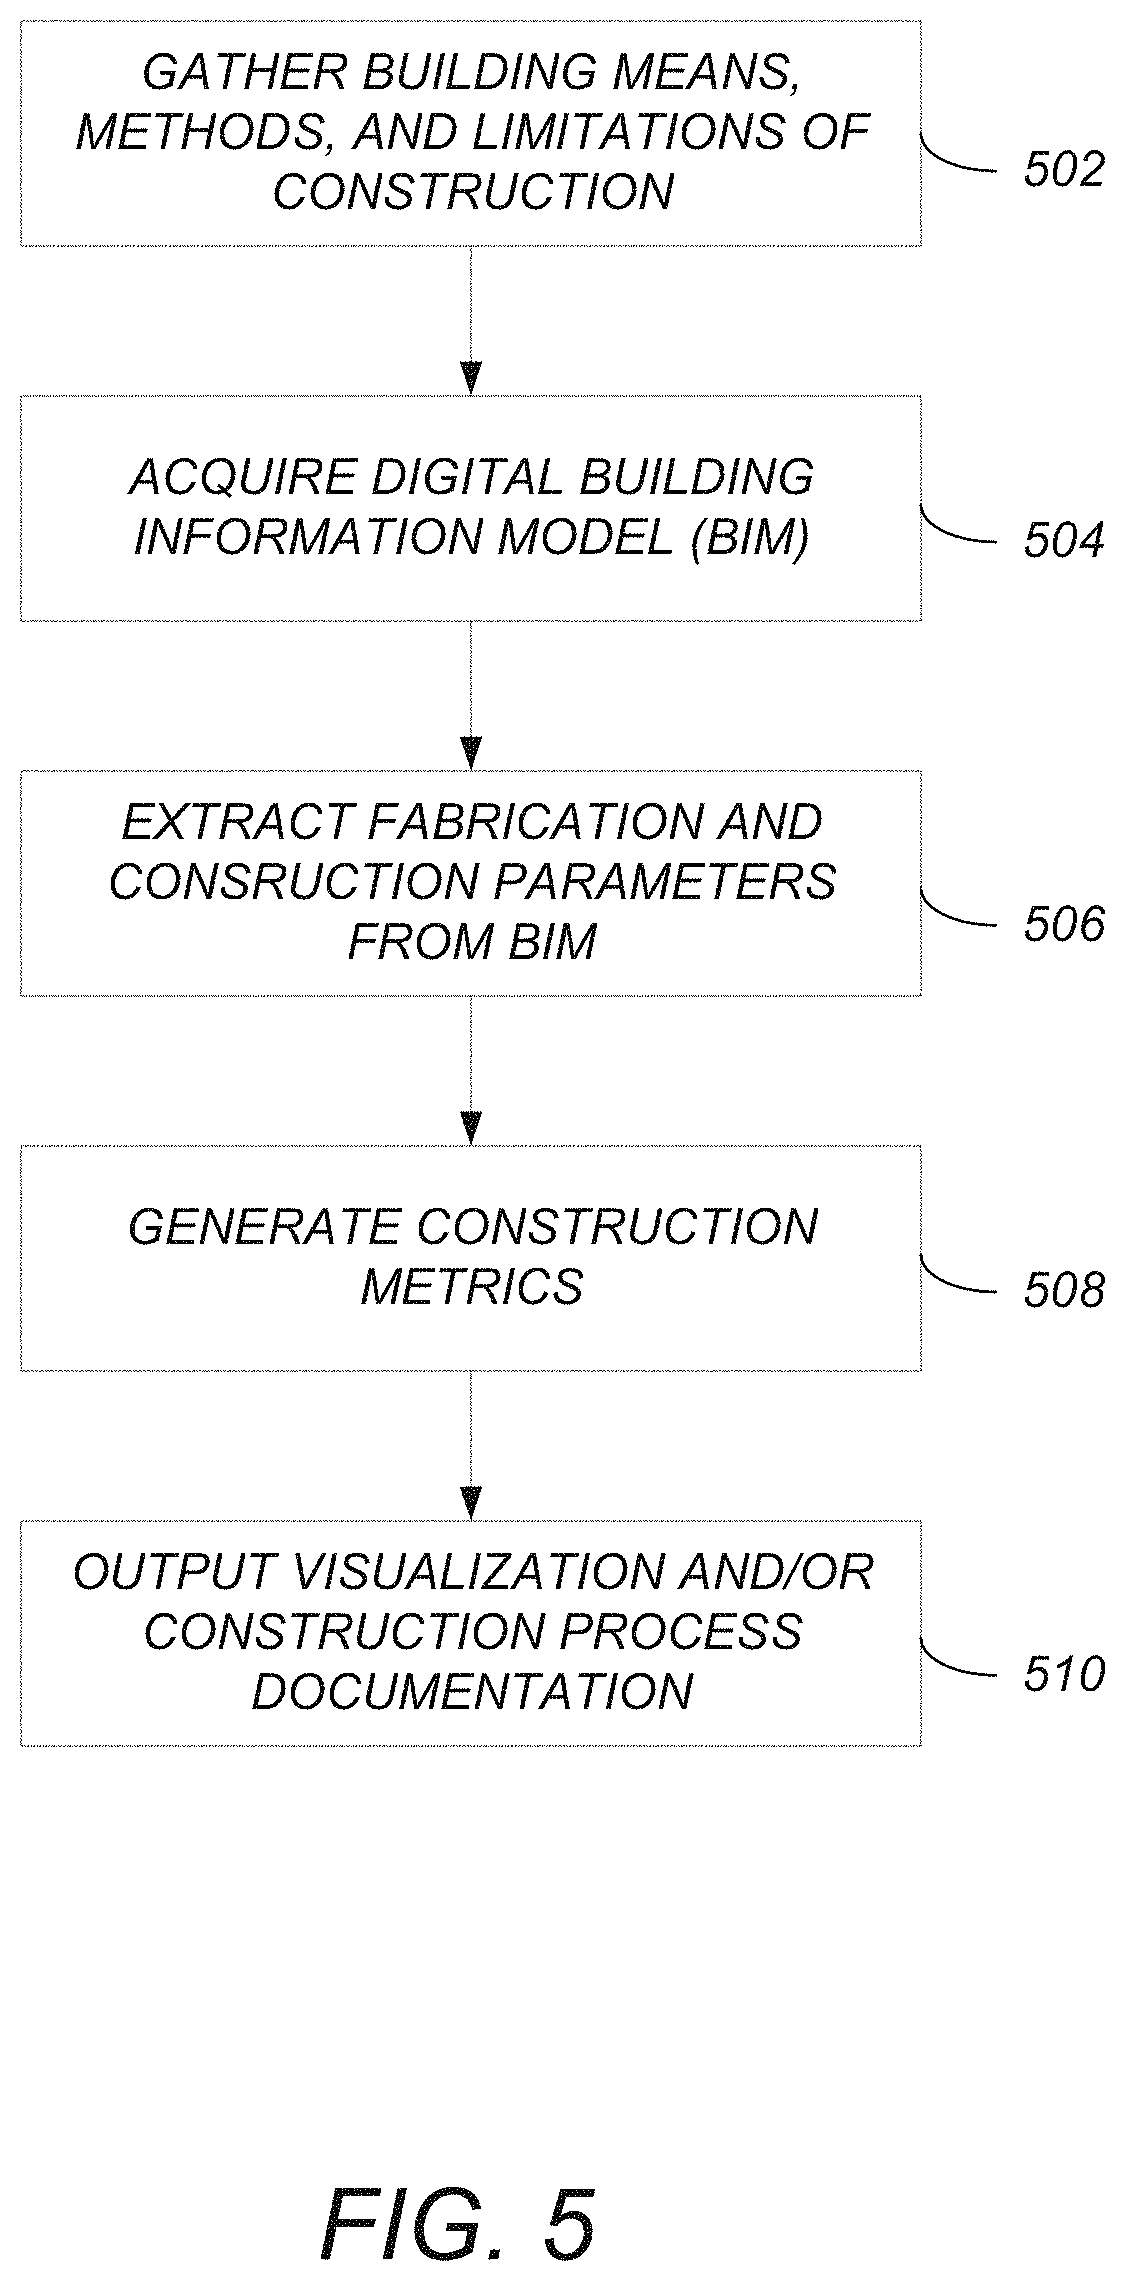 GATHER BUILDING MEANS,
METHODS, AND LIMITATIONS OF
CONSTRUCTION
502
ACQUIRE DIGITAL BUILDING
INFORMATION MODEL (BIM)
504
EXTRACT FABRICATION AND
CONSRUCTION PARAMETERS
FROM BIM
506
GENERATE CONSTRUCTION
METRICS
508
OUTPUT VISUALIZATION AND/OR
CONSTRUCTION PROCESS
DOCUMENTATION
510
FIG. 5